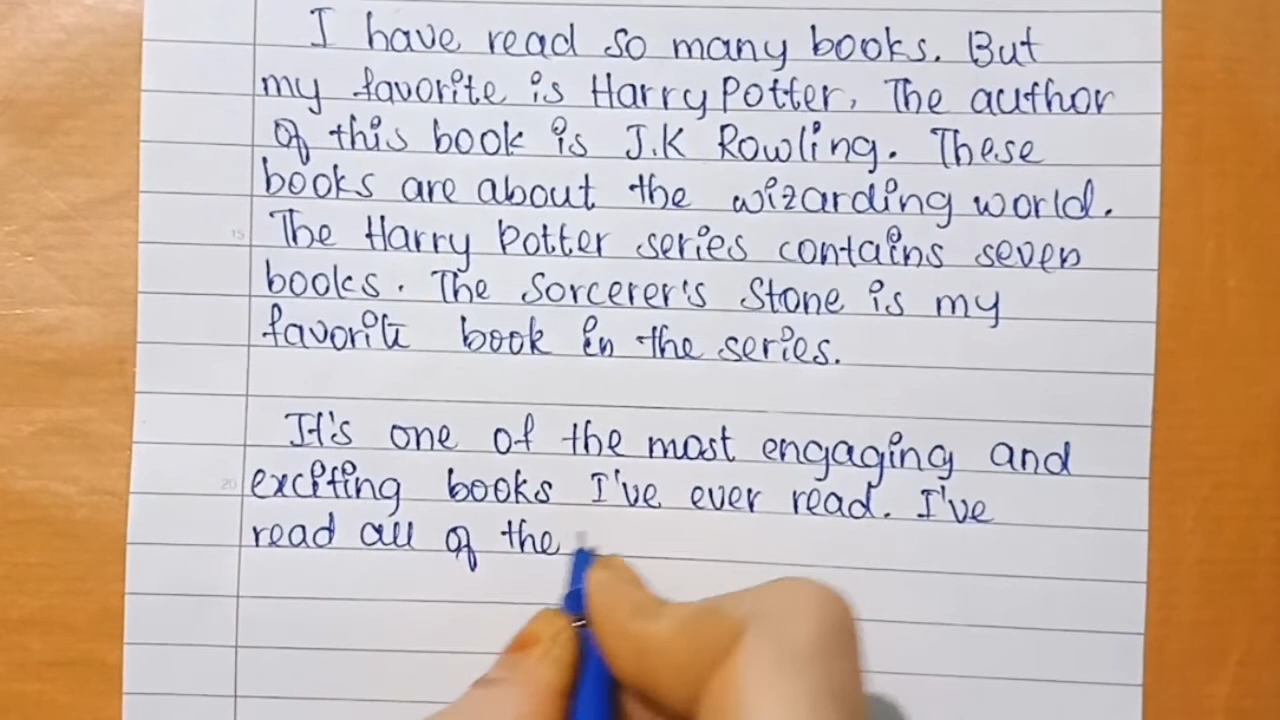 I have read so many books. But
my favorite is Harry Potter. The author
of this book is J.K Rowling. These
books are about the wizarding world.
15 The Harry Potter series contains seven
books. The Sorcerer's Stone is my
favorite book in the series.
It's one of the most engaging and
20 exciting books I've ever read. I've
read all of the